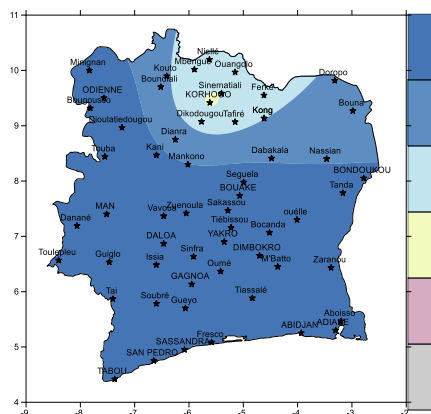 11
Niellé
Minignan
Mbengué
Ouangolo
Kouto
10
Doropo
Boundiali
Sinematiali
ODIENNE
KORHOGO
Ferke
Bougousso
Bouna
Kong
Dikodougou
Tafiré
Djoulatiedougou
9
Dianra
Touba
Kani
Mankono
Dabakala
Nassian
BONDOUKOU
8
Seguela
Tanda
BOUAKE
MAN
Zuenoula
Sakassou
Vavoua
ouélle
Danané
Tiébissou
Bocanda
7
DALOA
YAKRO
Toulepleu
Sinfra
DIMBOKRO
Guiglo
Issia
Oumé
M'Batto
Zaranou
GAGNOA
6
Tai
Soubré
Gueyo
Tiassalé
Aboisso
ABIDJAN
Fresco
SASSANDRA
5
SAN PEDRO
TABOU
4
-9 -8 -7 -6 -5 -4 -3 -2